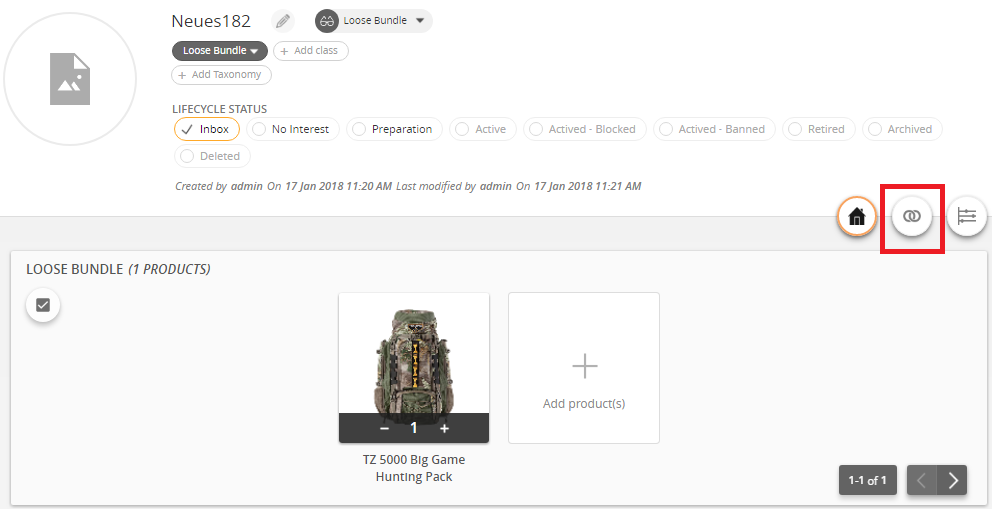 Neues182
Loose Bundle
Loose Bundle
+ Add class
+ Add Taxonomy
LIFECYCLE STATUS
Inbox
No Interest
Preparation
Active
Actived - Blocked
Actived - Banned
Retired
Archived
Deleted
Created by admin On 17 Jan 2018 11:20 AM Last modified by admin On 17 Jan 2018 11:21 AM
LOOSE BUNDLE (1 PRODUCTS)
− 1 +
Add product(s)
TZ 5000 Big Game
Hunting Pack
1-1 of 1